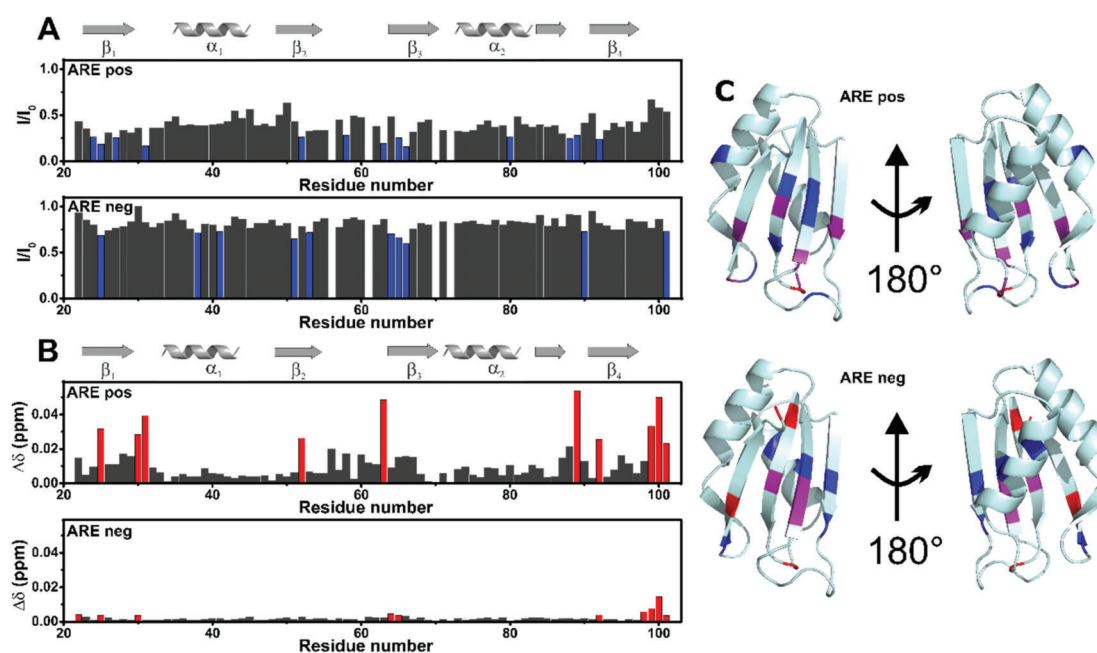 A
β1 α1 β2 β3 α2 β4
ARE pos
1.0
0.5
0.0
I/I0
40 60 80 100
Residue number
ARE neg
1.0
0.5
0.0
I/I0
20 40 60 80 100
Residue number
B
β1 α1 β2 β3 α2 β4
ARE pos
0.04
0.02
0.00
Δδ (ppm)
40 60 80 100
Residue number
ARE neg
0.04
0.02
0.00
Δδ (ppm)
20 40 60 80 100
Residue number
C
ARE pos
180°
ARE neg
180°